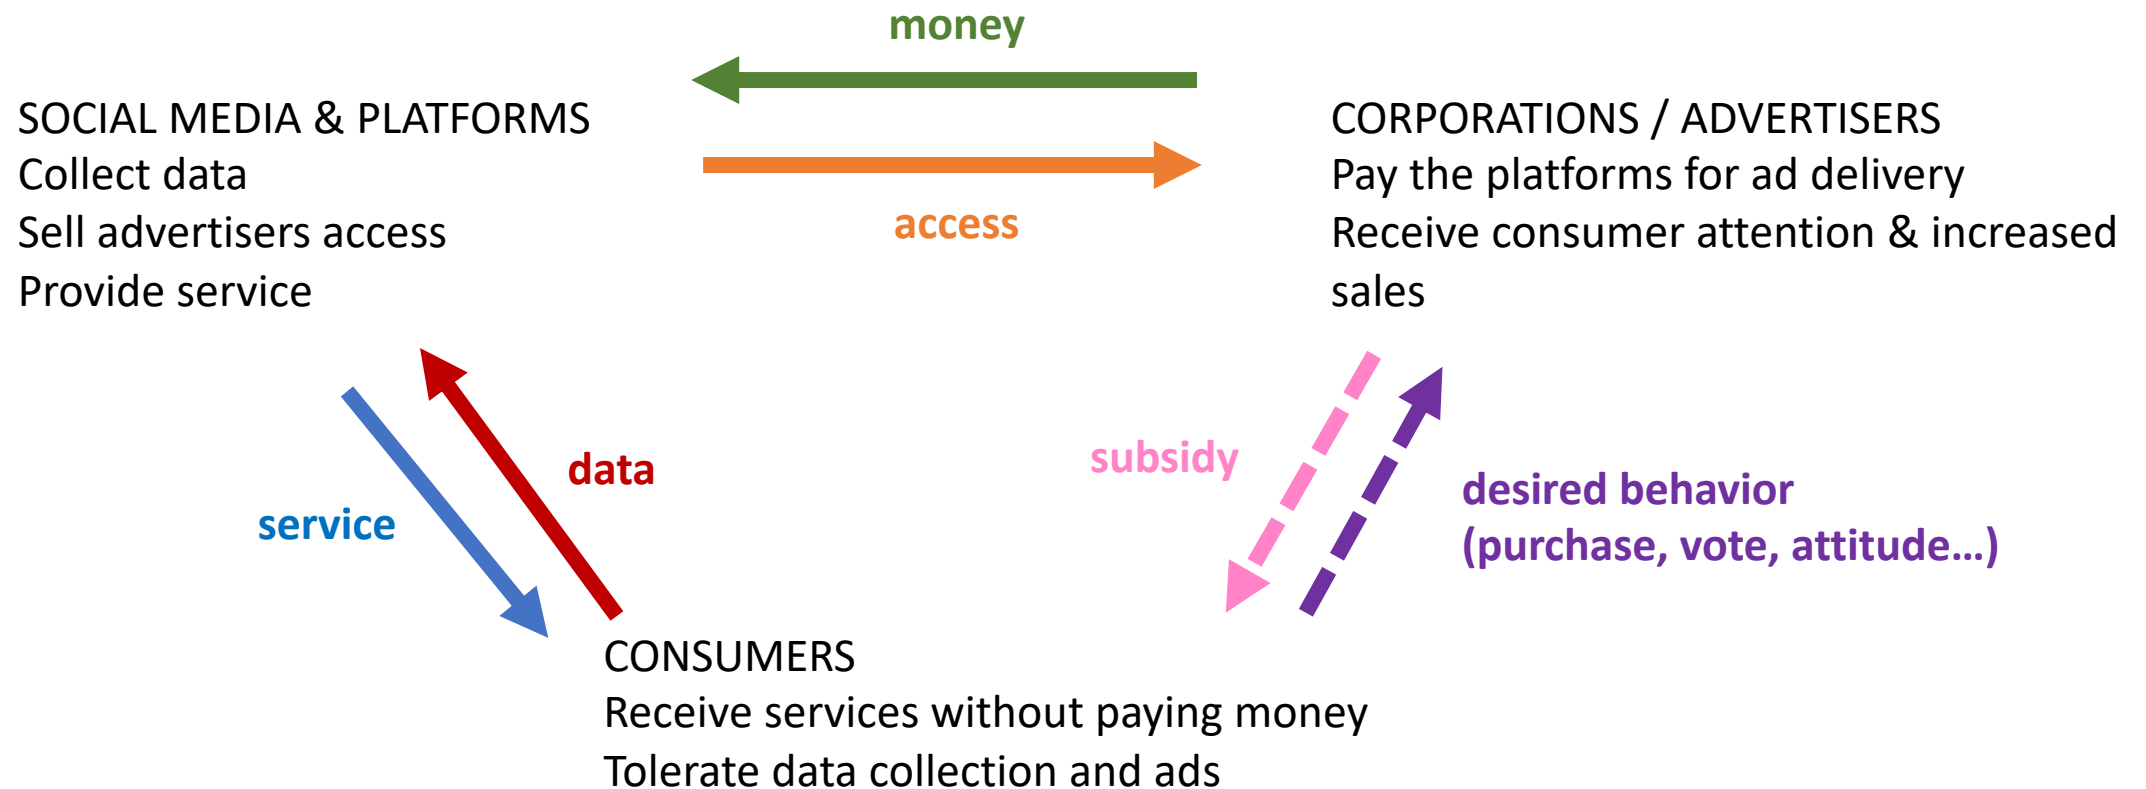 money
SOCIAL MEDIA & PLATFORMS
Collect data
Sell advertisers access
Provide service
access
CORPORATIONS / ADVERTISERS
Pay the platforms for ad delivery
Receive consumer attention & increased
sales
service
data
subsidy
desired behavior
(purchase, vote, attitude…)
CONSUMERS
Receive services without paying money
Tolerate data collection and ads